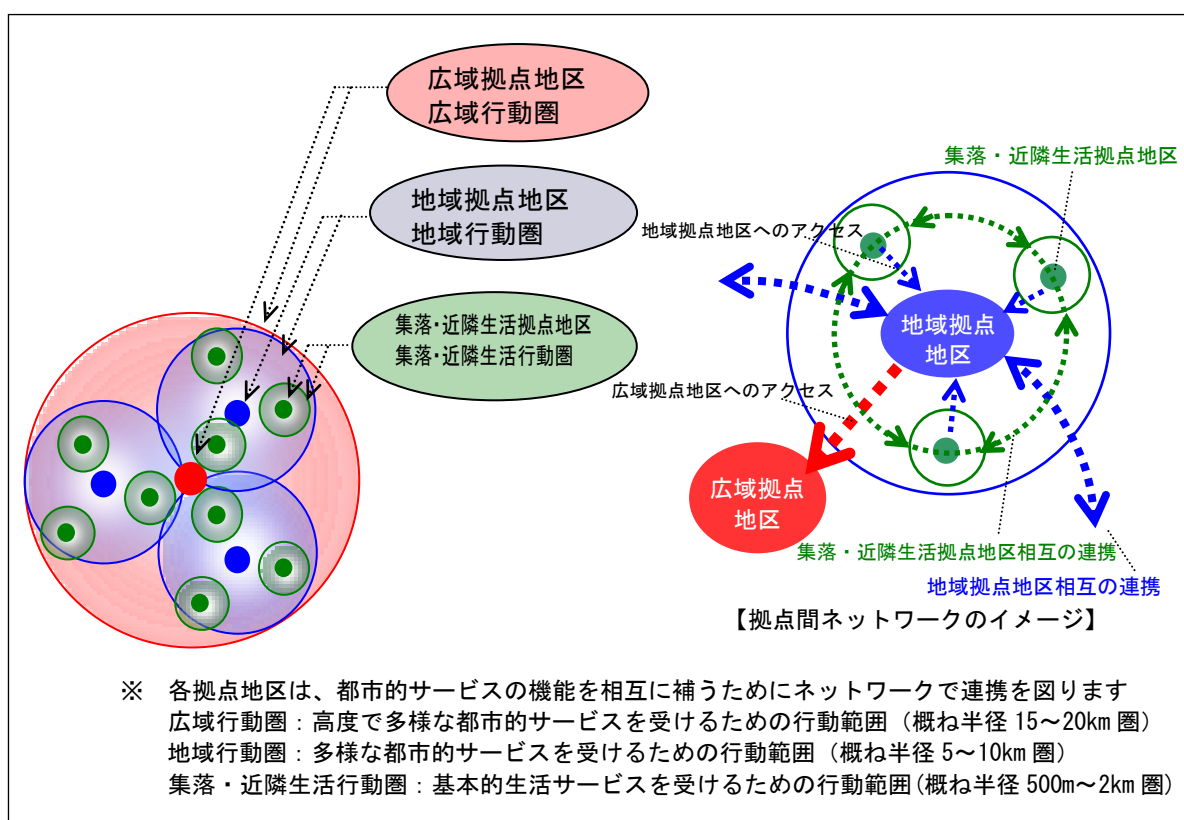 広域拠点地区
広域行動圏
地域拠点地区
地域行動圏
集落・近隣生活拠点地区
集落・近隣生活行動圏
集落・近隣生活拠点地区
地域拠点地区へのアクセス
地域拠点
地区
広域拠点地区へのアクセス
広域拠点
地区
集落・近隣生活拠点地区相互の連携
地域拠点地区相互の連携
【拠点間ネットワークのイメージ】
※ 各拠点地区は、都市的サービスの機能を相互に補うためにネットワークで連携を図ります
広域行動圏：高度で多様な都市的サービスを受けるための行動範囲（概ね半径 15～20km 圏）
地域行動圏：多様な都市的サービスを受けるための行動範囲（概ね半径 5～10km 圏）
集落・近隣生活行動圏：基本的生活サービスを受けるための行動範囲(概ね半径 500m～2km 圏)